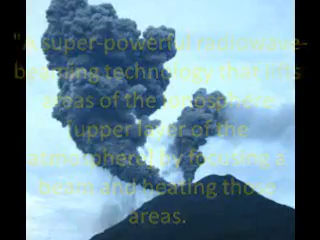 "A super-powerful radiowave-
beaming technology that lifts
areas of the ionosphere
[upper layer of the
atmosphere] by focusing a
beam and heating those
areas.